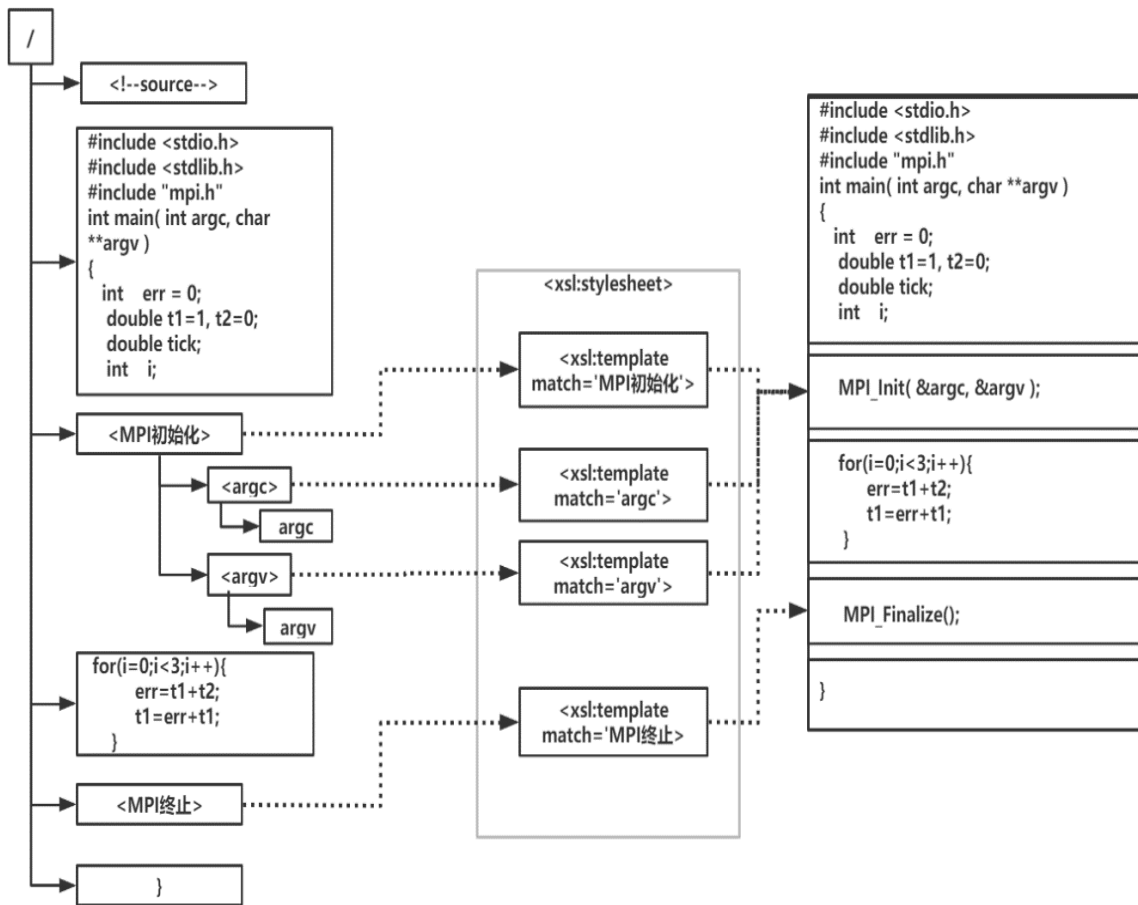 /
<!--source-->
#include <stdio.h>
#include <stdlib.h>
#include "mpi.h"
int main( int argc, char
**argv )
{
int err = 0;
double t1=1, t2=0;
double tick;
int i;
<MPI初始化>
<argc>
argc
<argv>
argv
for(i=0;i<3;i++){
err=t1+t2;
t1=err+t1;
}
<MPI终止>
}
<xsl:stylesheet>
<xsl:template
match='MPI初始化'>
<xsl:template
match='argc'>
<xsl:template
match='argv'>
<xsl:template
match='MPI终止>
#include <stdio.h>
#include <stdlib.h>
#include "mpi.h"
int main( int argc, char **argv )
{
int err = 0;
double t1=1, t2=0;
double tick;
int i;
MPI_Init( &argc, &argv );
for(i=0;i<3;i++){
err=t1+t2;
t1=err+t1;
}
MPI_Finalize();
}